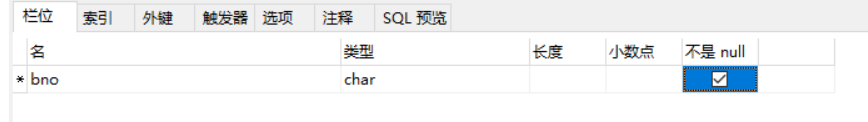 栏位 索引 外键 触发器 选项 注释 SQL 预览
名 类型 长度 小数点 不是 null
* bno char